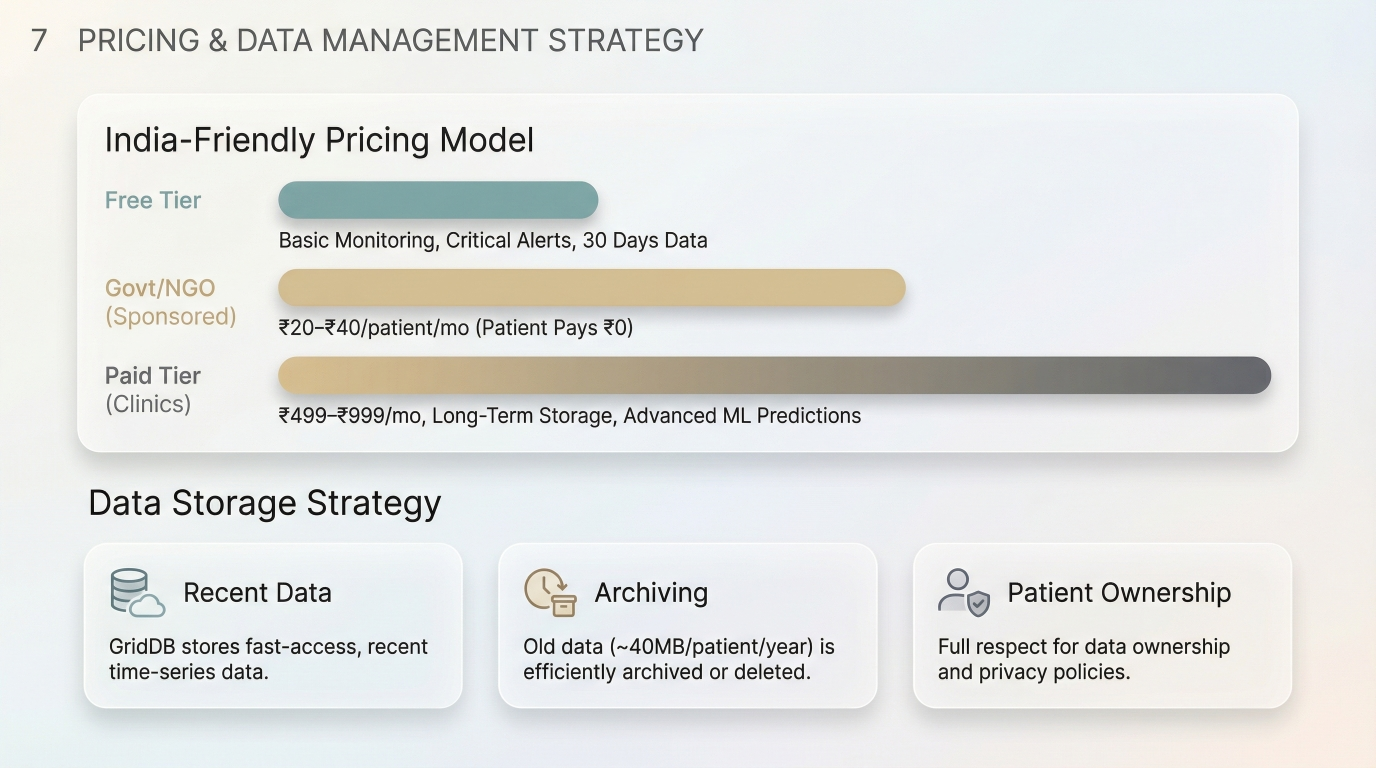 7 PRICING & DATA MANAGEMENT STRATEGY
India-Friendly Pricing Model
Free Tier
Basic Monitoring, Critical Alerts, 30 Days Data
Govt/NGO
(Sponsored)
₹20–₹40/patient/mo (Patient Pays ₹0)
Paid Tier
(Clinics)
₹499–₹999/mo, Long-Term Storage, Advanced ML Predictions
Data Storage Strategy
Recent Data
GridDB stores fast-access, recent
time-series data.
Archiving
Old data (~40MB/patient/year) is
efficiently archived or deleted.
Patient Ownership
Full respect for data ownership
and privacy policies.